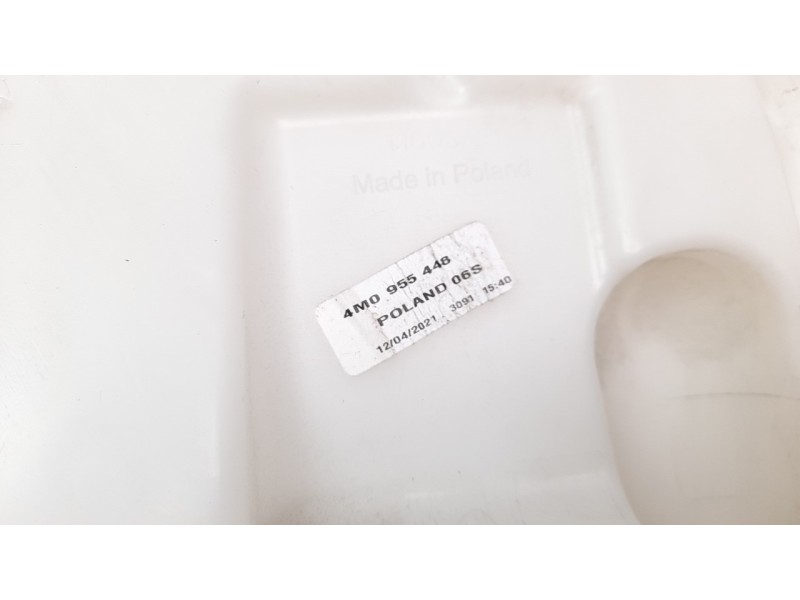 Made in Poland
4M0 955 448
POLAND 06S
12/04/2021 3091 15:40